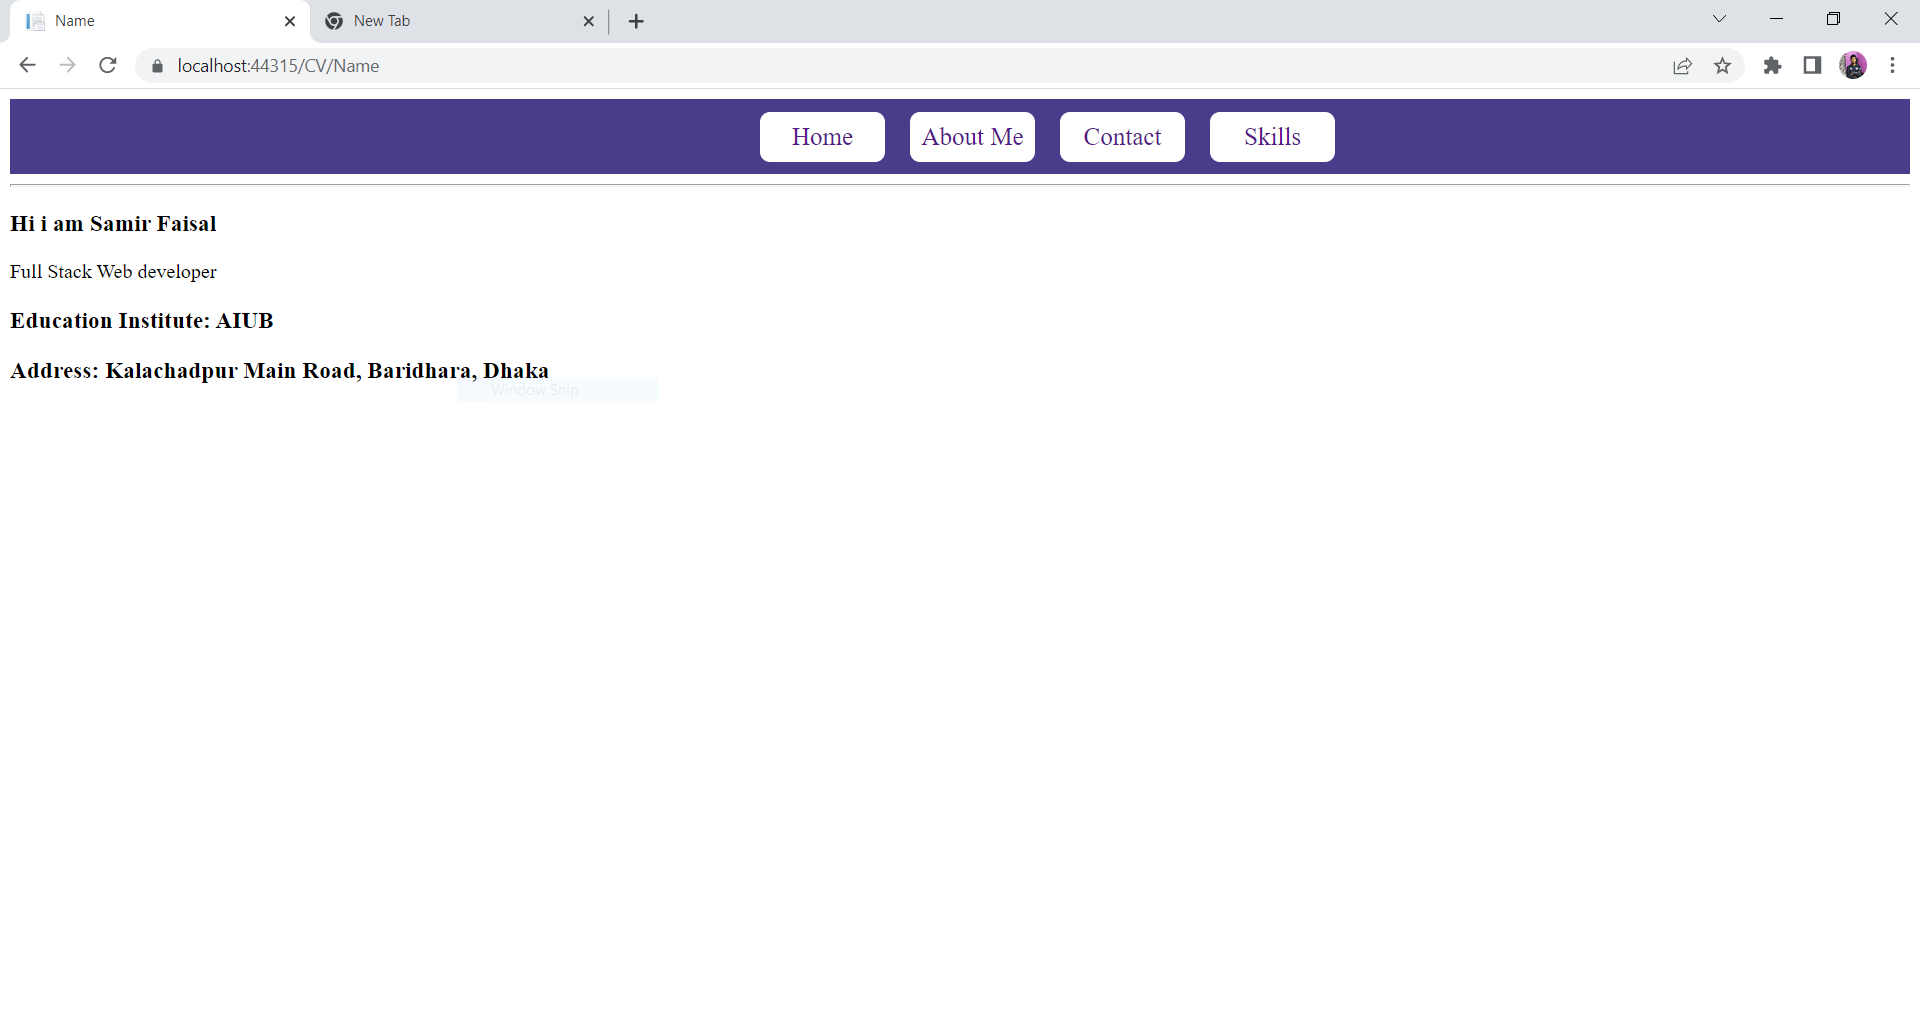 Name
New Tab
localhost:44315/CV/Name
Home About Me Contact Skills
Hi i am Samir Faisal
Full Stack Web developer
Education Institute: AIUB
Address: Kalachadpur Main Road, Baridhara, Dhaka
Window Snip